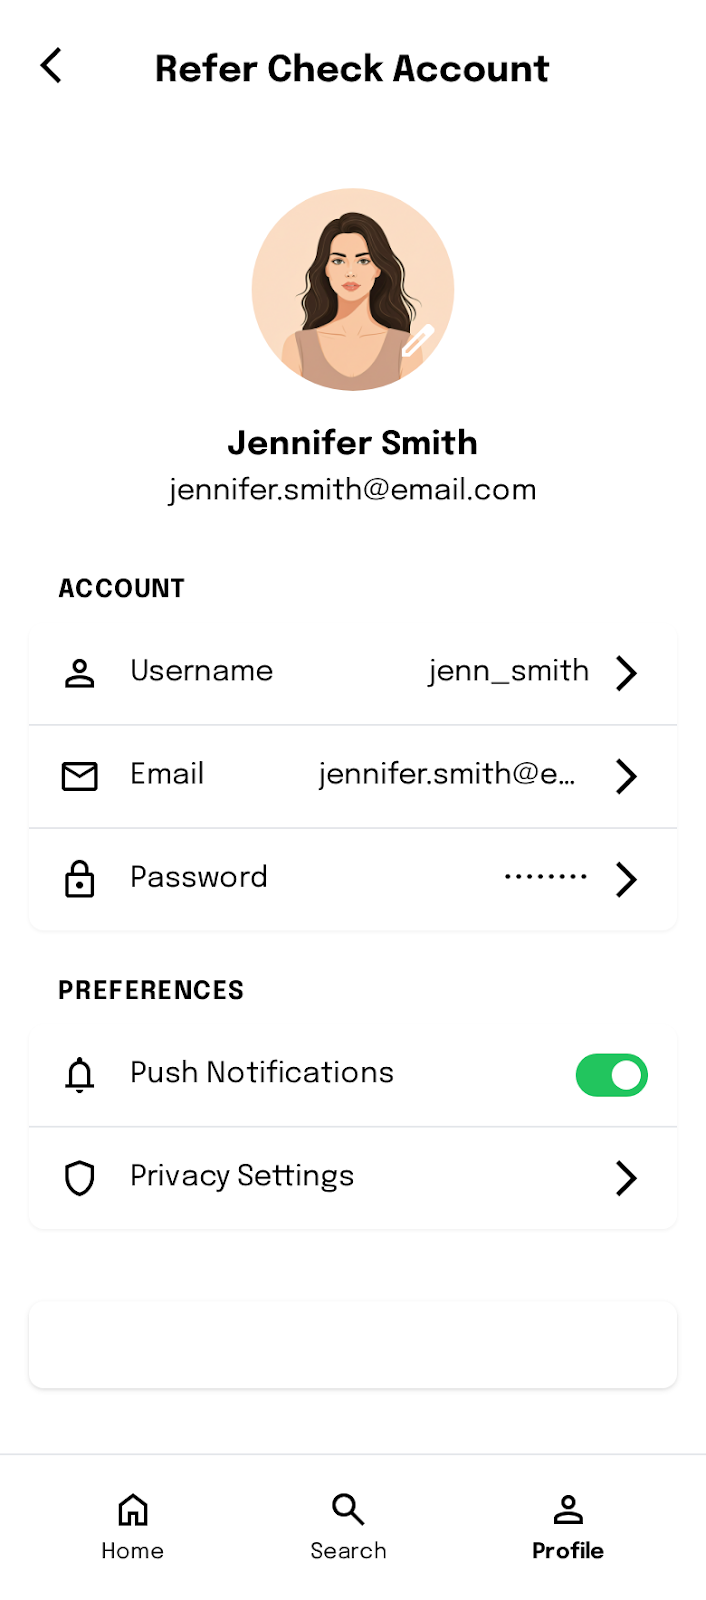 Refer Check Account
Jennifer Smith
jennifer.smith@email.com
ACCOUNT
Username jenn_smith
Email jennifer.smith@e...
Password ········
PREFERENCES
Push Notifications
Privacy Settings
Home Search Profile